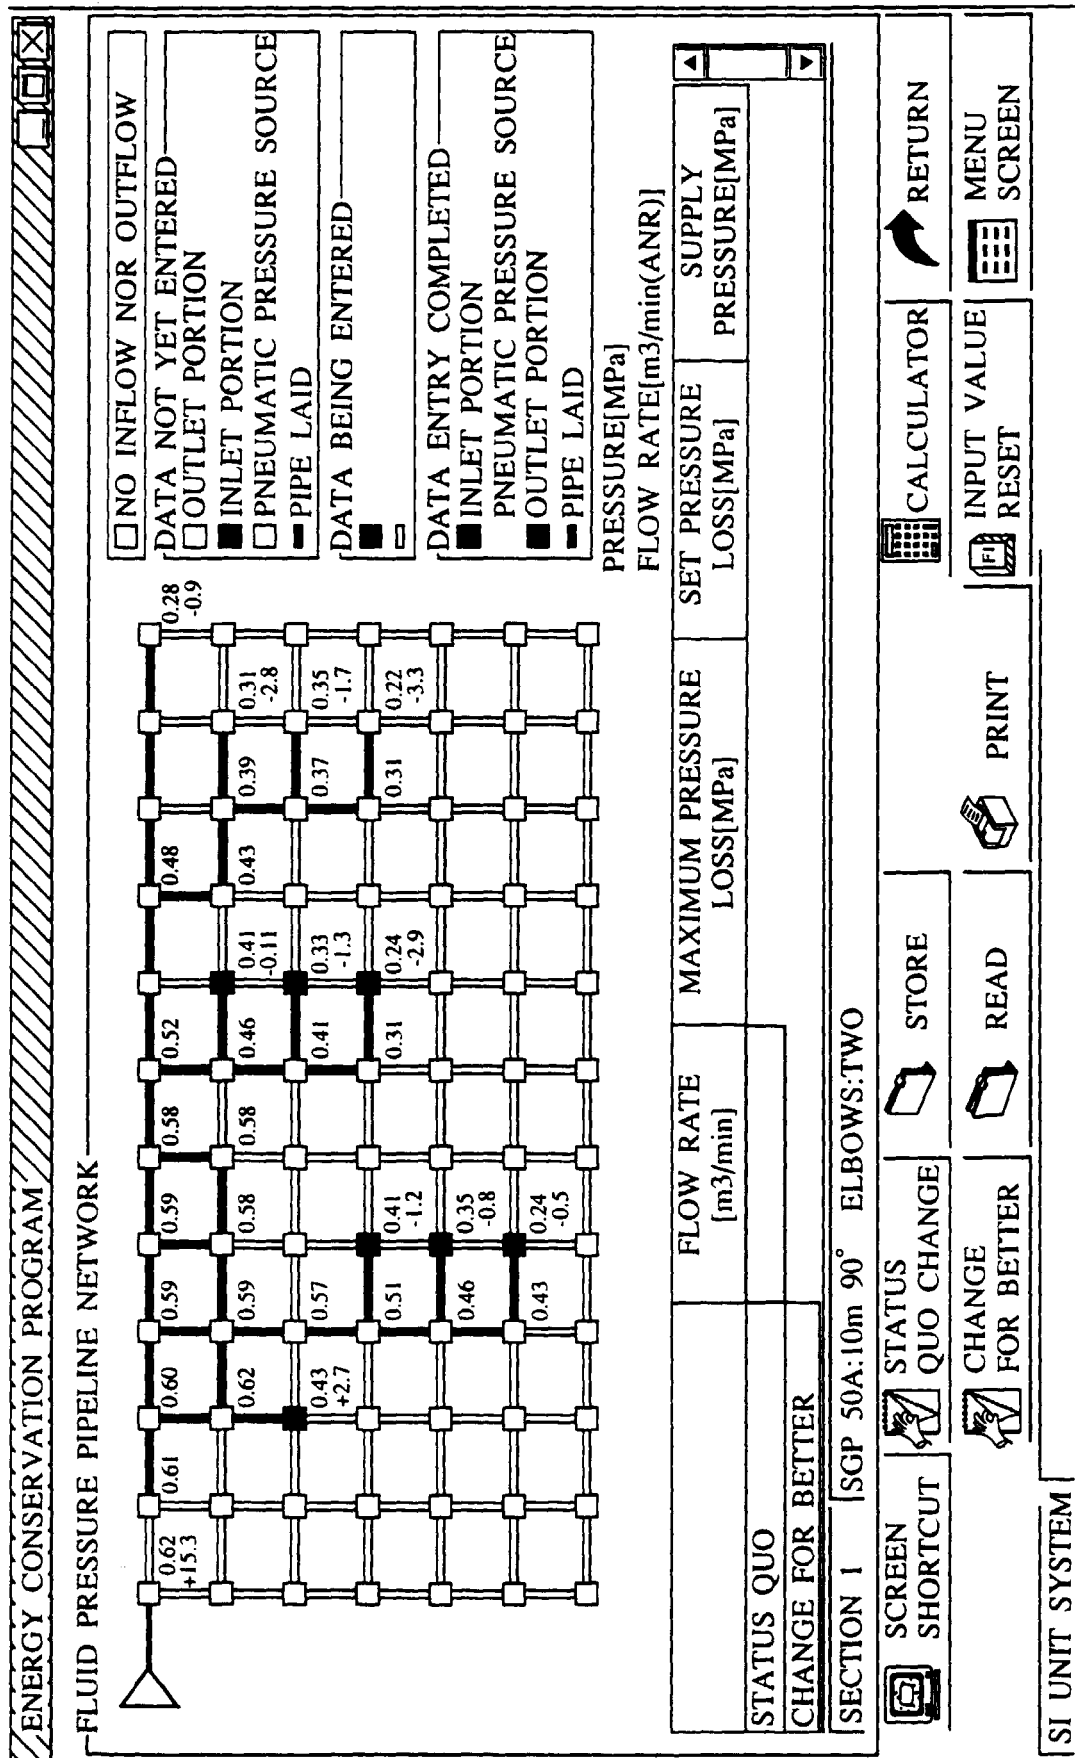 ENERGY CONSERVATION PROGRAM
FLUID PRESSURE PIPELINE NETWORK
0.62
+15.3
0.61
0.60
0.59
0.59
0.58
0.52
0.48
0.28
-0.9
0.62
0.59
0.58
0.58
0.46
0.41
-0.11
0.43
0.39
0.31
-2.8
0.43
+2.7
0.57
0.41
0.33
-1.3
0.37
0.35
-1.7
0.51
0.41
-1.2
0.31
0.24
-2.9
0.31
0.22
-3.3
0.46
0.35
-0.8
0.43
0.24
-0.5
NO INFLOW NOR OUTFLOW
DATA NOT YET ENTERED
OUTLET PORTION
INLET PORTION
PNEUMATIC PRESSURE SOURCE
PIPE LAID
DATA BEING ENTERED
DATA ENTRY COMPLETED
INLET PORTION
PNEUMATIC PRESSURE SOURCE
OUTLET PORTION
PIPE LAID
PRESSURE[MPa]
FLOW RATE[m3/min(ANR)]
FLOW RATE
[m3/min]
MAXIMUM PRESSURE
LOSS[MPa]
SET PRESSURE
LOSS[MPa]
SUPPLY
PRESSURE[MPa]
STATUS QUO
CHANGE FOR BETTER
SECTION 1 SGP 50A:10m 90° ELBOWS:TWO
SCREEN
SHORTCUT
STATUS
QUO CHANGE
STORE
CALCULATOR
RETURN
CHANGE
FOR BETTER
READ
PRINT
FI
INPUT VALUE
RESET
MENU
SCREEN
SI UNIT SYSTEM